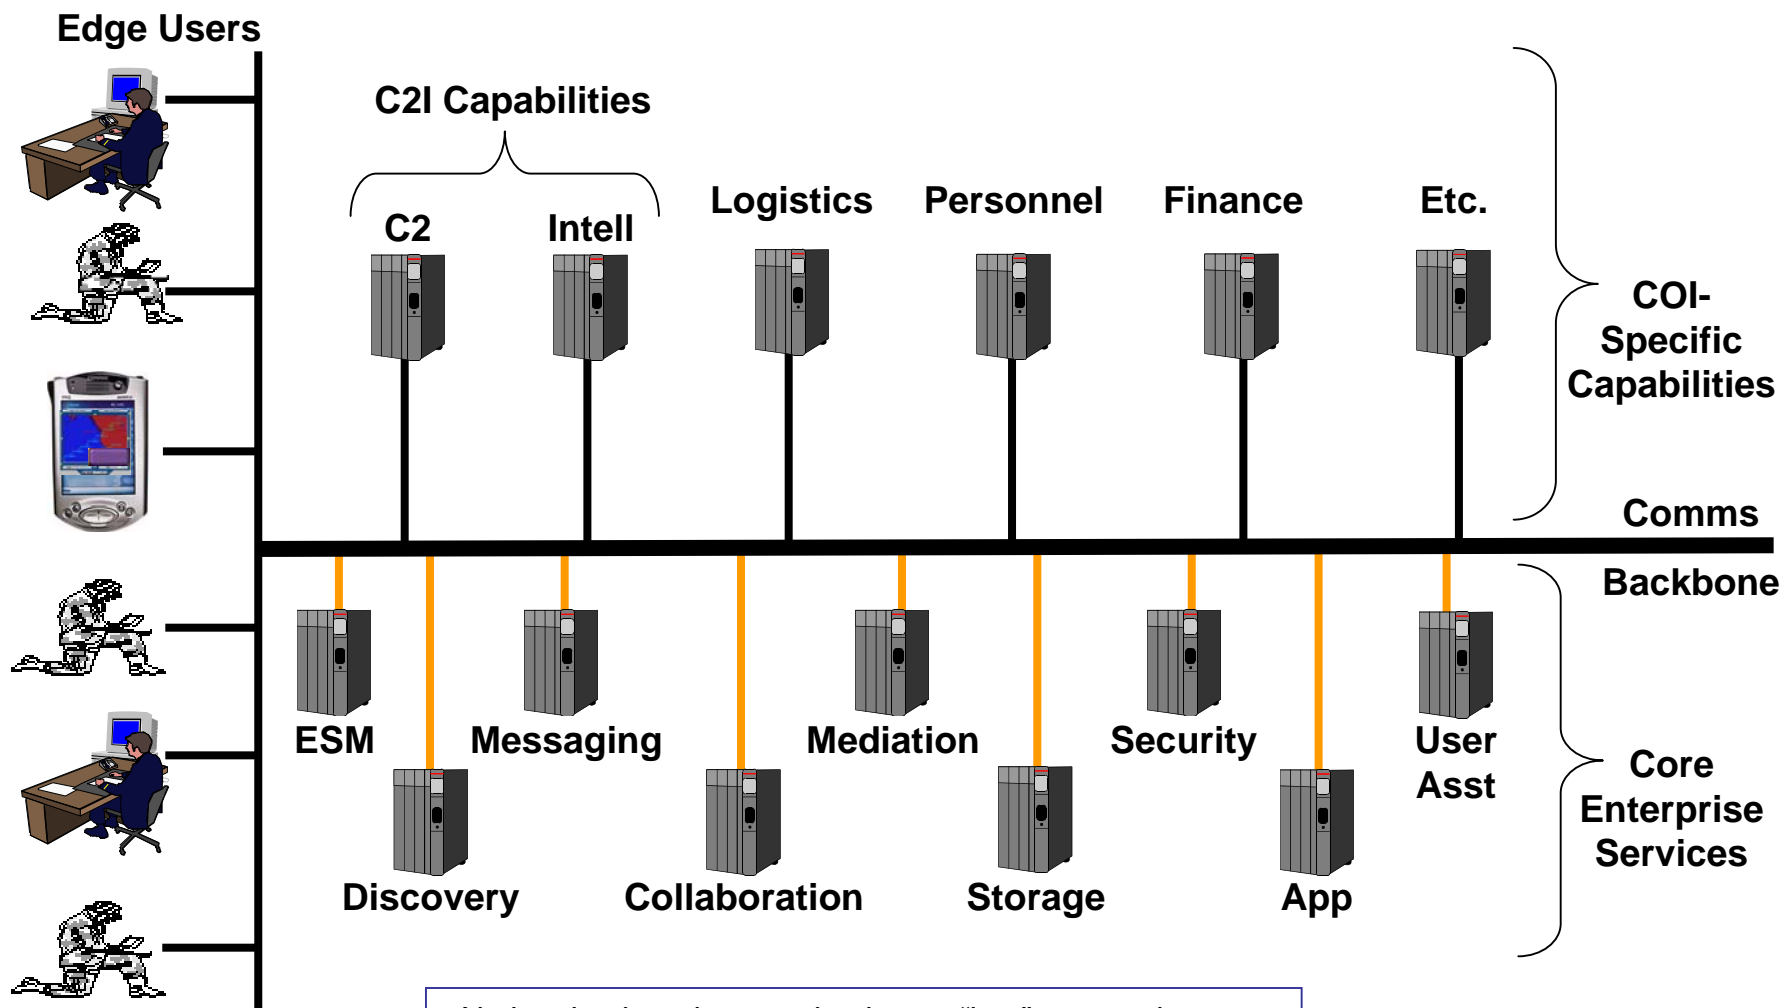 Edge Users
C2I Capabilities
C2
Intell
Logistics
Personnel
Finance
Etc.
COI-
Specific
Capabilities
Comms
Backbone
ESM
Messaging
Mediation
Security
User
Asst
Discovery
Collaboration
Storage
App
Core
Enterprise
Services